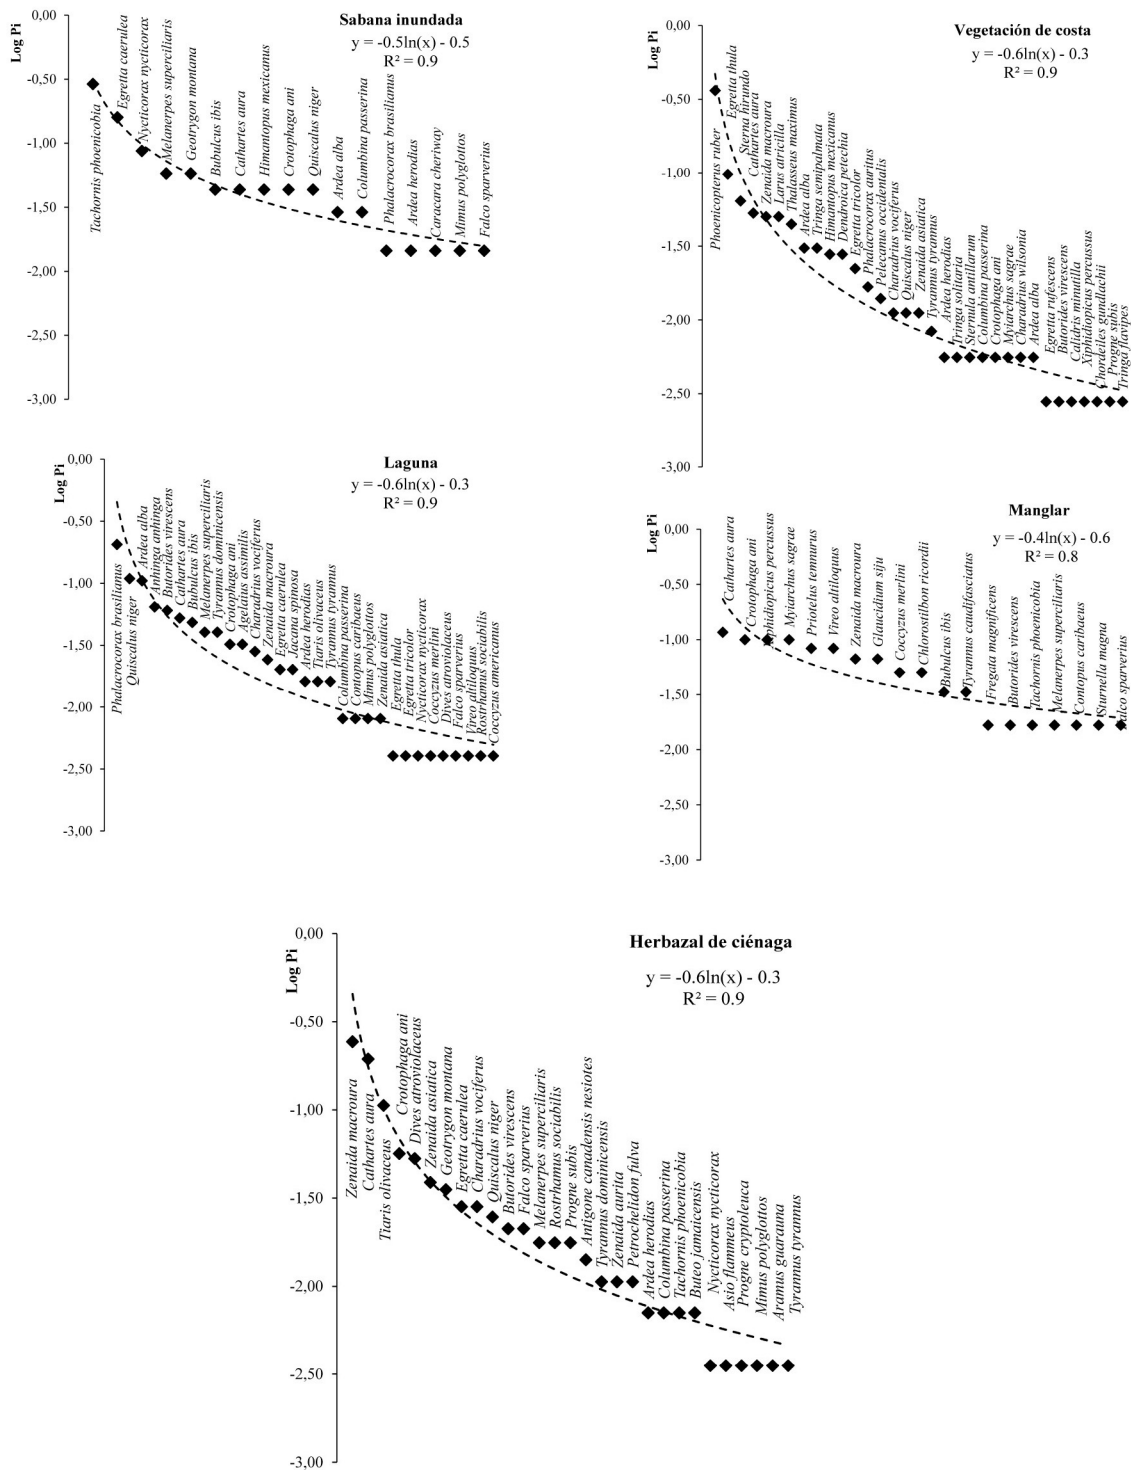 Sabana inundada
y = -0.5ln(x) - 0.5
R² = 0.9
Log Pi
0,00
-0,50
-1,00
-1,50
-2,00
-2,50
-3,00
Tachornis phoenicobia
Egretta caerulea
Nycticorax nycticorax
Melanerpes superciliaris
Geotrygon montana
Bubulcus ibis
Cathartes aura
Himantopus mexicanus
Crotophaga ani
Quiscalus niger
Ardea alba
Columbina passerina
Phalacrocorax brasilianus
Ardea herodias
Caracara cheriway
Mimus polyglottos
Falco sparverius
Vegetación de costa
y = -0.6ln(x) - 0.3
R² = 0.9
Log Pi
0,00
-0,50
-1,00
-1,50
-2,00
-2,50
-3,00
Phoenicopterus ruber
Egretta thula
Sterna hirundo
Cathartes aura
Zenaida macroura
Larus atricilla
Thalasseus maximus
Ardea alba
Tringa semipalmata
Himantopus mexicanus
Dendroica petechia
Egretta tricolor
Phalacrocorax auritus
Pelecanus occidentalis
Charadrius vociferus
Quiscalus niger
Zenaida asiatica
Tyrannus tyrannus
Ardea herodias
Tringa solitaria
Sternula antillarum
Columbina passerina
Crotophaga ani
Myiarchus sagrae
Charadrius wilsonia
Ardea alba
Egretta rufescens
Butorides virescens
Calidris minutilla
Xiphidiopicus percussus
Chordeiles gundlachii
Progne subis
Tringa flavipes
Laguna
y = -0.6ln(x) - 0.3
R² = 0.9
Log Pi
0,00
-0,50
-1,00
-1,50
-2,00
-2,50
-3,00
Phalacrocorax brasilianus
Quiscalus niger
Ardea alba
Anhinga anhinga
Butorides virescens
Cathartes aura
Bubulcus ibis
Melanerpes superciliaris
Tyrannus dominicensis
Crotophaga ani
Agelaius assimilis
Charadrius vociferus
Zenaida macroura
Egretta caerulea
Jacana spinosa
Ardea herodias
Tiaris olivaceus
Tyrannus tyrannus
Columbina passerina
Contopus caribaeus
Mimus polyglottos
Zenaida asiatica
Egretta thula
Egretta tricolor
Nycticorax nycticorax
Coccyzus merlini
Dives atroviolaceus
Falco sparverius
Vireo altiloquus
Rostrhamus sociabilis
Coccyzus americanus
Manglar
y = -0.4ln(x) - 0.6
R² = 0.8
Log Pi
0,00
-0,50
-1,00
-1,50
-2,00
-2,50
-3,00
Cathartes aura
Crotophaga ani
Xiphidiopicus percussus
Myiarchus sagrae
Priotelus temnurus
Vireo altiloquus
Zenaida macroura
Glaucidium siju
Coccyzus merlini
Chlorostilbon ricordii
Bubulcus ibis
Tyrannus caudifasciatus
Fregata magnificens
Butorides virescens
Tachornis phoenicobia
Melanerpes superciliaris
Contopus caribaeus
Sturnella magna
Falco sparverius
Herbazal de ciénaga
y = -0.6ln(x) - 0.3
R² = 0.9
Log Pi
0,00
-0,50
-1,00
-1,50
-2,00
-2,50
-3,00
Zenaida macroura
Cathartes aura
Tiaris olivaceus
Crotophaga ani
Dives atroviolaceus
Zenaida asiatica
Geotrygon montana
Egretta caerulea
Charadrius vociferus
Quiscalus niger
Butorides virescens
Falco sparverius
Melanerpes superciliaris
Rostrhamus sociabilis
Progne subis
Antigone canadensis nesiotes
Tyrannus dominicensis
Zenaida aurita
Petrochelidon fulva
Ardea herodias
Columbina passerina
Tachornis phoenicobia
Buteo jamaicensis
Nycticorax nycticorax
Asio flammeus
Progne cryptoleuca
Mimus polyglottos
Aramus guarauna
Tyrannus tyrannus